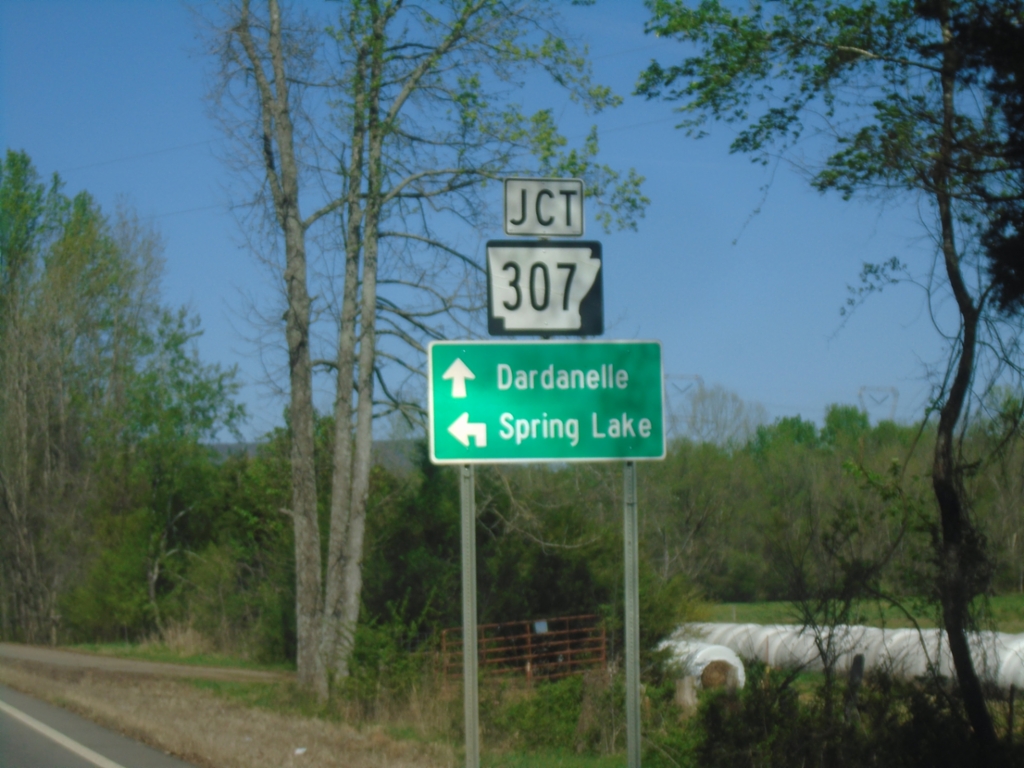 JCT
307
Dardanelle
Spring Lake